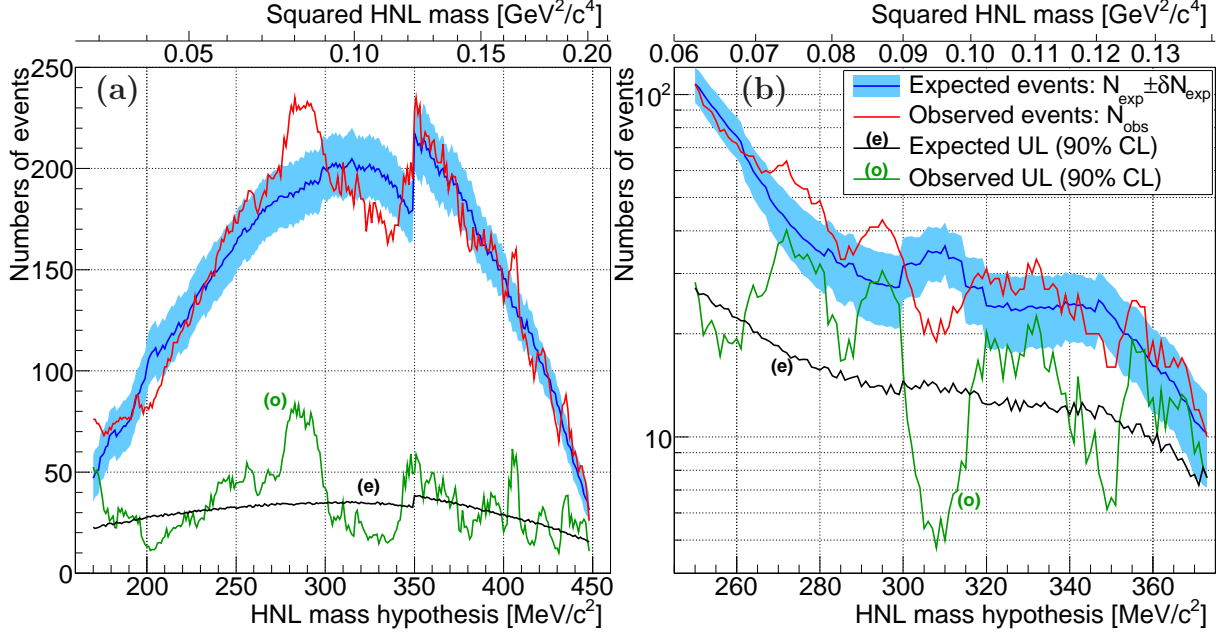 Squared HNL mass [GeV²/c⁴]
0.05 0.10 0.15 0.20
(a)
Numbers of events
250
200
150
100
50
0
(o)
(e)
200 250 300 350 400 450
HNL mass hypothesis [MeV/c²]
Squared HNL mass [GeV²/c⁴]
0.06 0.07 0.08 0.09 0.10 0.11 0.12 0.13
(b)
Expected events: N_exp ±δN_exp
Observed events: N_obs
(e) Expected UL (90% CL)
(o) Observed UL (90% CL)
Numbers of events
10²
10
(e)
(o)
260 280 300 320 340 360
HNL mass hypothesis [MeV/c²]